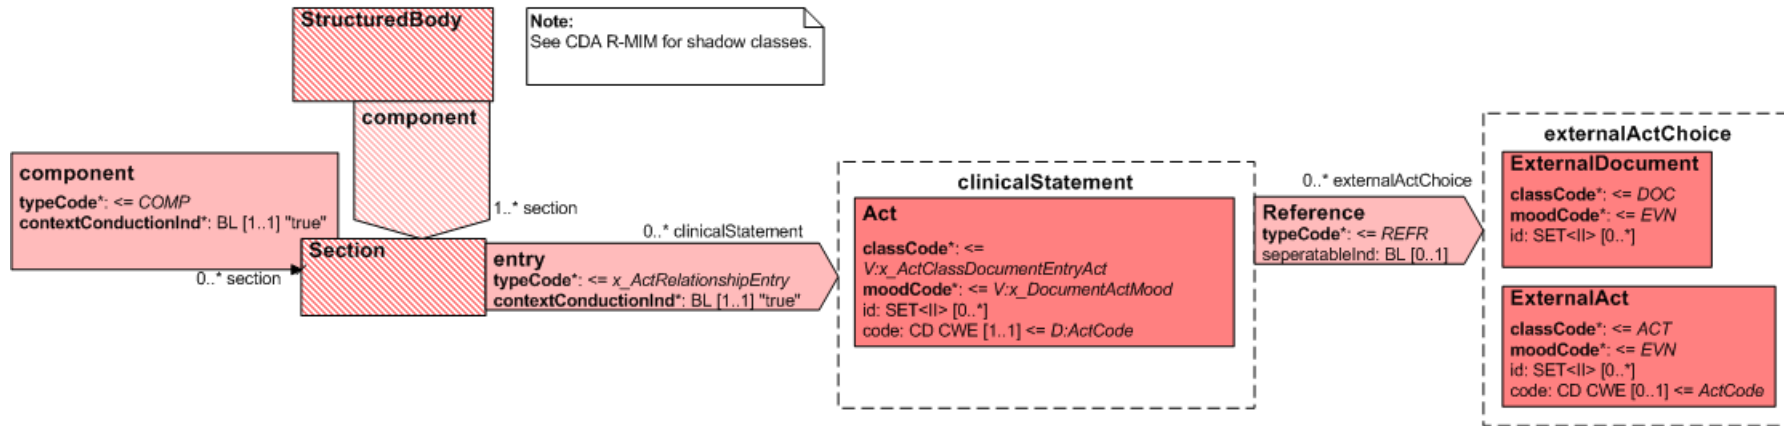 StructuredBody
Note:
See CDA R-MIM for shadow classes.
component
component
typeCode*: <= COMP
contextConductionInd*: BL [1..1] "true"
0..* section
1..* section
Section
0..* clinicalStatement
entry
typeCode*: <= x_ActRelationshipEntry
contextConductionInd*: BL [1..1] "true"
clinicalStatement
Act
classCode*: <=
V:x_ActClassDocumentEntryAct
moodCode*: <= V:x_DocumentActMood
id: SET<II> [0..*]
code: CD CWE [1..1] <= D:ActCode
0..* externalActChoice
Reference
typeCode*: <= REFR
seperatableInd: BL [0..1]
externalActChoice
ExternalDocument
classCode*: <= DOC
moodCode*: <= EVN
id: SET<II> [0..*]
ExternalAct
classCode*: <= ACT
moodCode*: <= EVN
id: SET<II> [0..*]
code: CD CWE [0..1] <= ActCode